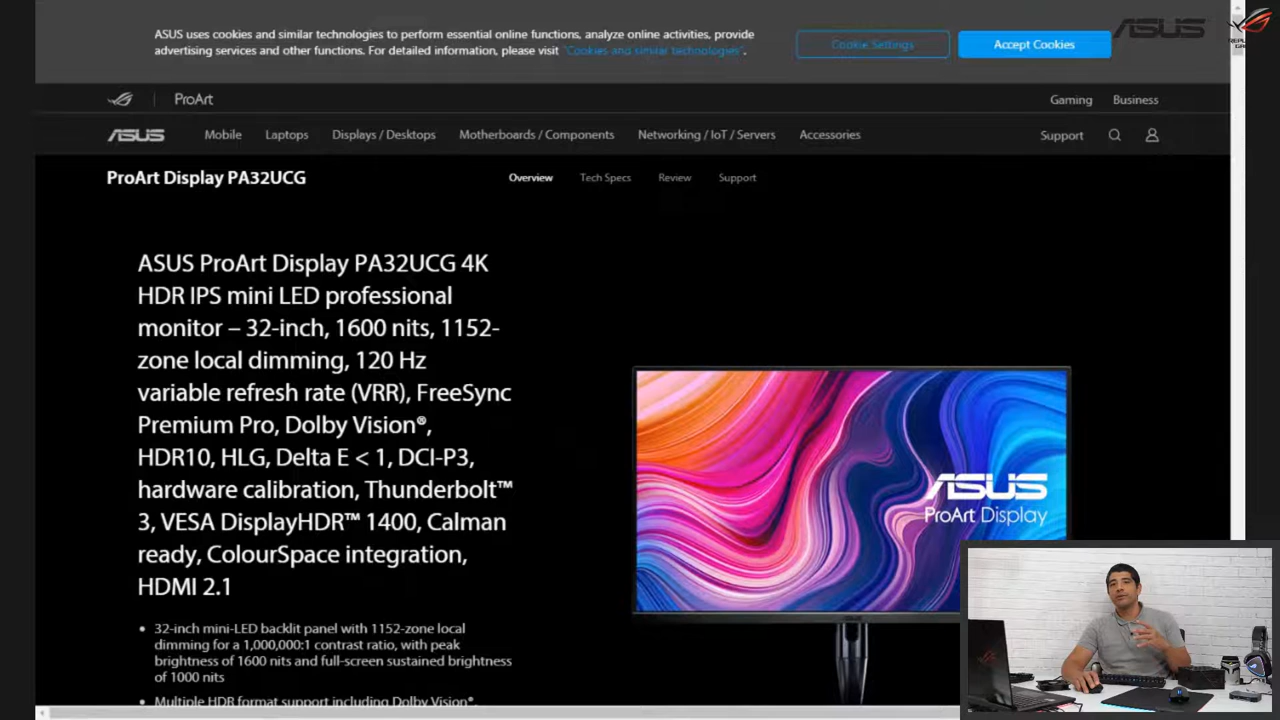 ASUS uses cookies and similar technologies to perform essential online functions, analyze online activities, provide
advertising services and other functions. For detailed information, please visit "Cookies and similar technologies".
Cookie Settings
Accept Cookies
ASUS
ProArt
Gaming
Business
ASUS
Mobile
Laptops
Displays / Desktops
Motherboards / Components
Networking / IoT / Servers
Accessories
Support
ProArt Display PA32UCG
Overview
Tech Specs
Review
Support
ASUS ProArt Display PA32UCG 4K
HDR IPS mini LED professional
monitor – 32-inch, 1600 nits, 1152-
zone local dimming, 120 Hz
variable refresh rate (VRR), FreeSync
Premium Pro, Dolby Vision®,
HDR10, HLG, Delta E < 1, DCI-P3,
hardware calibration, Thunderbolt™
3, VESA DisplayHDR™ 1400, Calman
ready, ColourSpace integration,
HDMI 2.1
ASUS
ProArt Display
• 32-inch mini-LED backlit panel with 1152-zone local
dimming for a 1,000,000:1 contrast ratio, with peak
brightness of 1600 nits and full-screen sustained brightness
of 1000 nits
• Multiple HDR format support including Dolby Vision®,